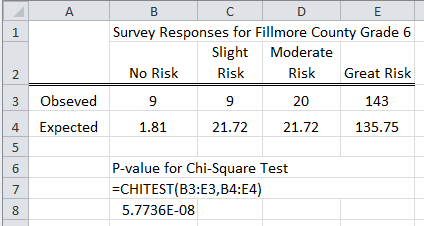 A B C D E
1 Survey Responses for Fillmore County Grade 6
Slight Moderate
2 No Risk Risk Risk Great Risk
3 Obseved 9 9 20 143
4 Expected 1.81 21.72 21.72 135.75
5
6 P-value for Chi-Square Test
7 =CHITEST(B3:E3,B4:E4)
8 5.7736E-08